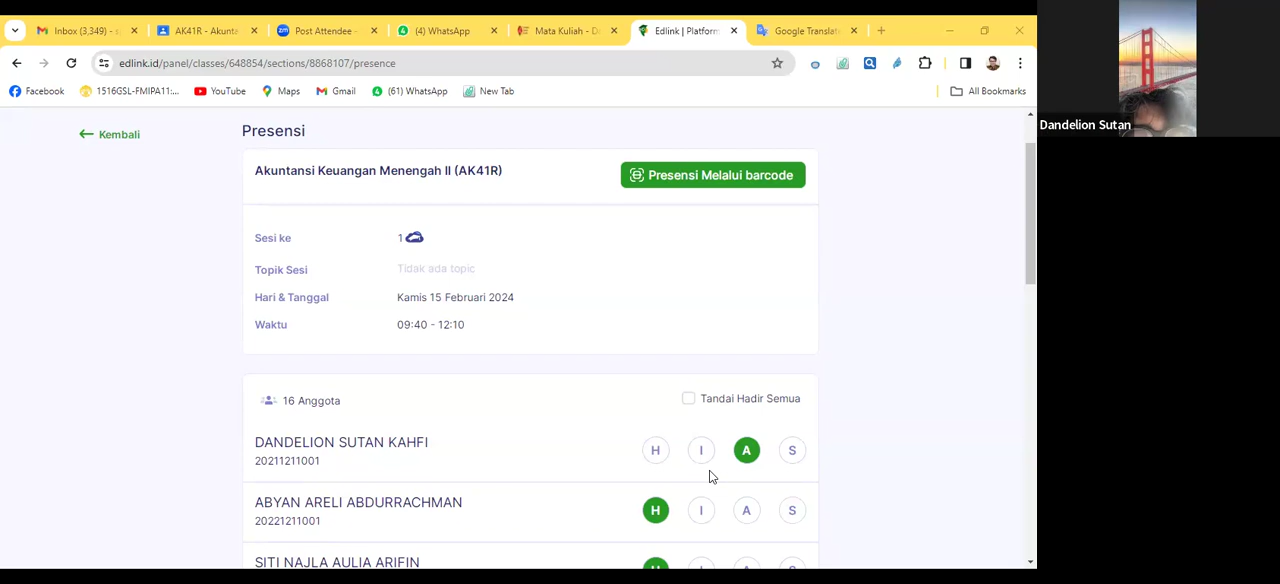 Inbox (3,349) - s
AK41R - Akunta
Post Attendee -
(4) WhatsApp
Mata Kuliah - D
Edlink | Platform
Google Translat
edlink.id/panel/classes/648854/sections/8868107/presence
Facebook
1516GSL-FMIPA11:...
YouTube
Maps
Gmail
(61) WhatsApp
New Tab
All Bookmarks
Dandelion Sutan
Kembali
Presensi
Akuntansi Keuangan Menengah II (AK41R)
Presensi Melalui barcode
Sesi ke 1
Topik Sesi Tidak ada topic
Hari & Tanggal Kamis 15 Februari 2024
Waktu 09:40 - 12:10
16 Anggota
Tandai Hadir Semua
DANDELION SUTAN KAHFI
H I A S
20211211001
ABYAN ARELI ABDURRACHMAN
H I A S
20221211001
SITI NAJLA AULIA ARIFIN